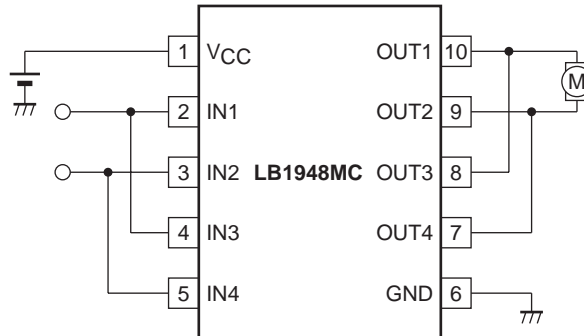 1 VCC OUT1 10
M
2 IN1 OUT2 9
3 IN2 LB1948MC OUT3 8
4 IN3 OUT4 7
5 IN4 GND 6